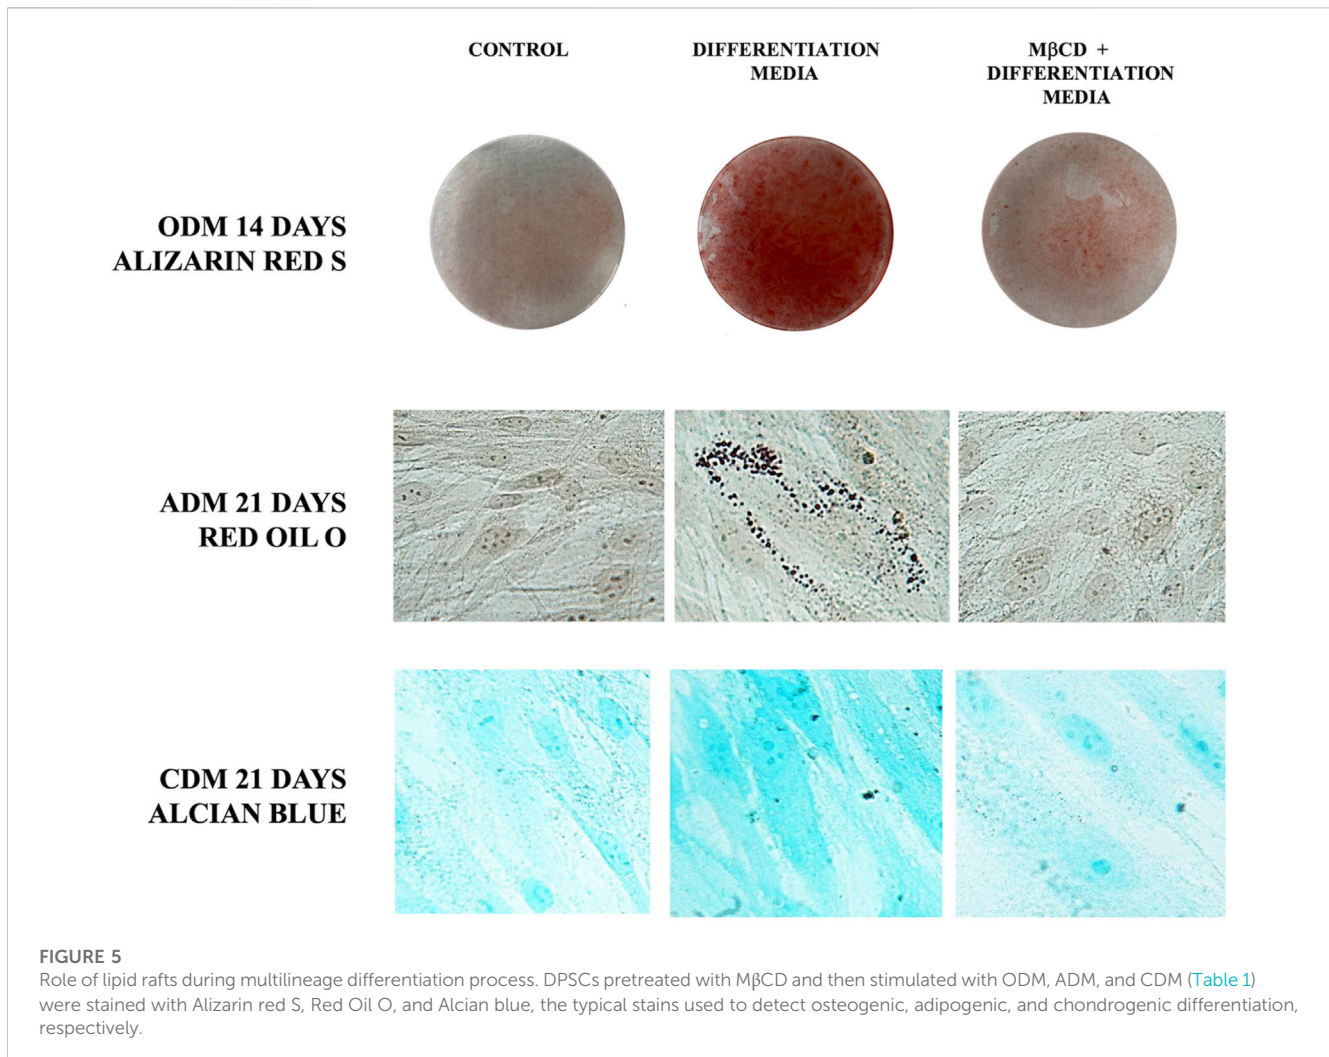 CONTROL
DIFFERENTIATION
MEDIA
MβCD +
DIFFERENTIATION
MEDIA
ODM 14 DAYS
ALIZARIN RED S
ADM 21 DAYS
RED OIL O
CDM 21 DAYS
ALCIAN BLUE
FIGURE 5
Role of lipid rafts during multilineage differentiation process. DPSCs pretreated with MβCD and then stimulated with ODM, ADM, and CDM (Table 1)
were stained with Alizarin red S, Red Oil O, and Alcian blue, the typical stains used to detect osteogenic, adipogenic, and chondrogenic differentiation,
respectively.